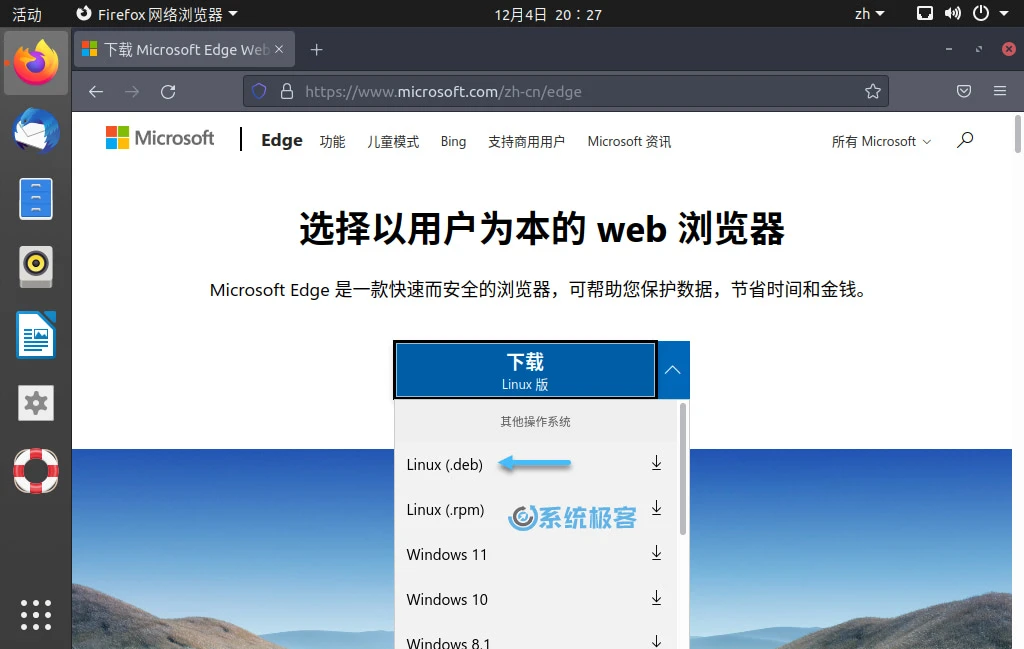 活动
Firefox 网络浏览器
12月4日 20：27
zh
下载 Microsoft Edge Web
https://www.microsoft.com/zh-cn/edge
Microsoft
Edge
功能
儿童模式
Bing
支持商用用户
Microsoft 资讯
所有 Microsoft
选择以用户为本的 web 浏览器
Microsoft Edge 是一款快速而安全的浏览器，可帮助您保护数据，节省时间和金钱。
下载
Linux 版
其他操作系统
Linux (.deb)
Linux (.rpm)
系统极客
Windows 11
Windows 10
Windows 8.1